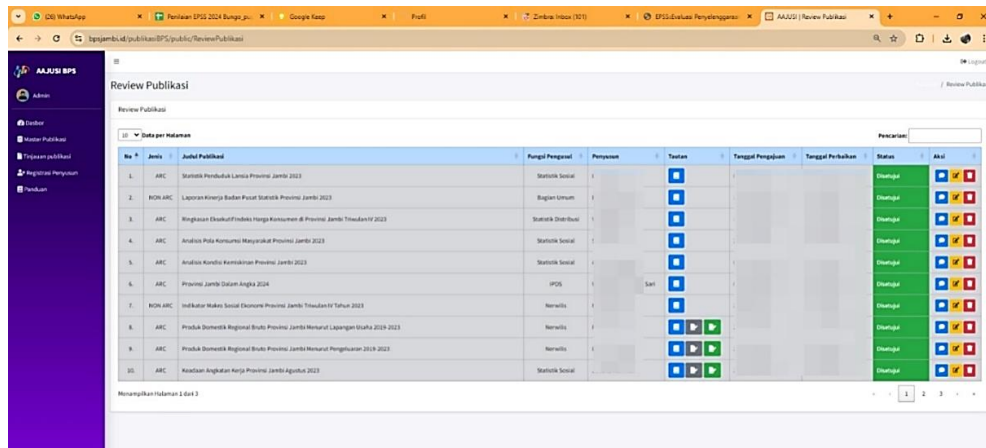 (26) WhatsApp
Penilaian EPSS 2024 Bungo_pu
Google Keep
Profil
Zimbra: Inbox (101)
EPSS:Evaluasi Penyelenggaraan
AAJUSI | Review Publikasi
bpsjambi.id/publikasiBPS/public/ReviewPublikasi
AAJUSI BPS
Logout
Admin
Review Publikasi
/ Review Publikasi
Dasbor
Master Publikasi
Tinjauan publikasi
Registrasi Penyusun
Panduan
Review Publikasi
10 Data per Halaman
Pencarian:
No Jenis Judul Publikasi Fungsi Pengusul Penyusun Tautan Tanggal Pengajuan Tanggal Perbaikan Status Aksi
1. ARC Statistik Penduduk Lansia Provinsi Jambi 2023 Statistik Sosial Disetujui
2. NON ARC Laporan Kinerja Badan Pusat Statistik Provinsi Jambi 2023 Bagian Umum Disetujui
3. ARC Ringkasan Eksekutif Indeks Harga Konsumen di Provinsi Jambi Triwulan IV 2023 Statistik Distribusi Disetujui
4. ARC Analisis Pola Konsumsi Masyarakat Provinsi Jambi 2023 Statistik Sosial Disetujui
5. ARC Analisis Kondisi Kemiskinan Provinsi Jambi 2023 Statistik Sosial Disetujui
6. ARC Provinsi Jambi Dalam Angka 2024 IPDS Sari Disetujui
7. NON ARC Indikator Makro Sosial Ekonomi Provinsi Jambi Triwulan IV Tahun 2023 Nerwilis Disetujui
8. ARC Produk Domestik Regional Bruto Provinsi Jambi Menurut Lapangan Usaha 2019-2023 Nerwilis Disetujui
9. ARC Produk Domestik Regional Bruto Provinsi Jambi Menurut Pengeluaran 2019-2023 Nerwilis Disetujui
10. ARC Keadaan Angkatan Kerja Provinsi Jambi Agustus 2023 Statistik Sosial Disetujui
Menampilkan Halaman 1 dari 3
1 2 3